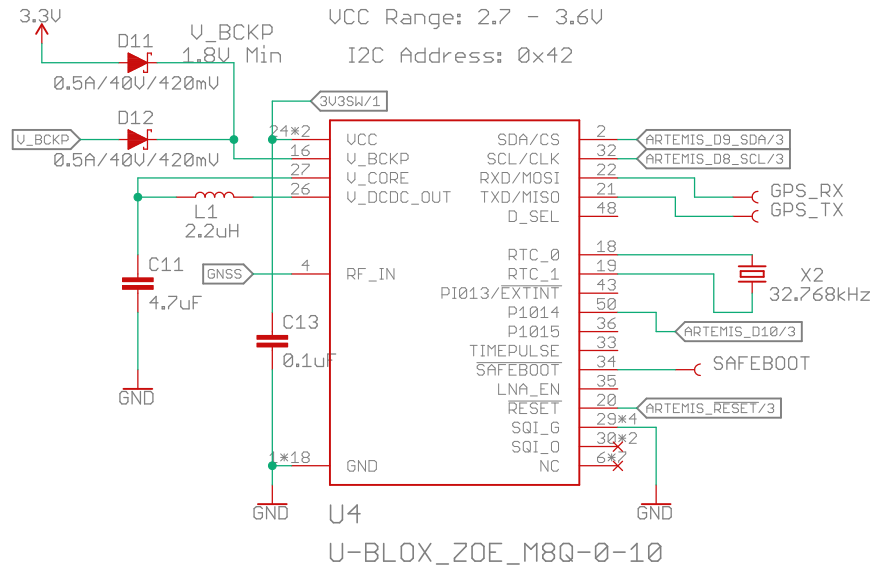 3.3V
VCC Range: 2.7 - 3.6V
V_BCKP
1.8V Min
I2C Address: 0x42
D11
0.5A/40V/420mV
3V3SW/1
D12
V_BCKP
0.5A/40V/420mV
24*2
VCC
SDA/CS
2
ARTEMIS_D9_SDA/3
16
V_BCKP
SCL/CLK
32
ARTEMIS_D8_SCL/3
27
V_CORE
RXD/MOSI
22
GPS_RX
26
V_DCDC_OUT
TXD/MISO
21
GPS_TX
L1
2.2uH
D_SEL
48
RTC_0
18
C11
4.7uF
GNSS
4
RF_IN
RTC_1
19
X2
32.768kHz
PI013/EXTINT
43
P1014
50
ARTEMIS_D10/3
C13
0.1uF
P1015
36
TIMEPULSE
33
SAFEBOOT
34
SAFEBOOT
LNA_EN
35
GND
RESET
20
ARTEMIS_RESET/3
SQI_G
29*4
SQI_O
30*2
1*18
GND
NC
6*7
GND
GND
U4
U-BLOX_ZOE_M8Q-0-10